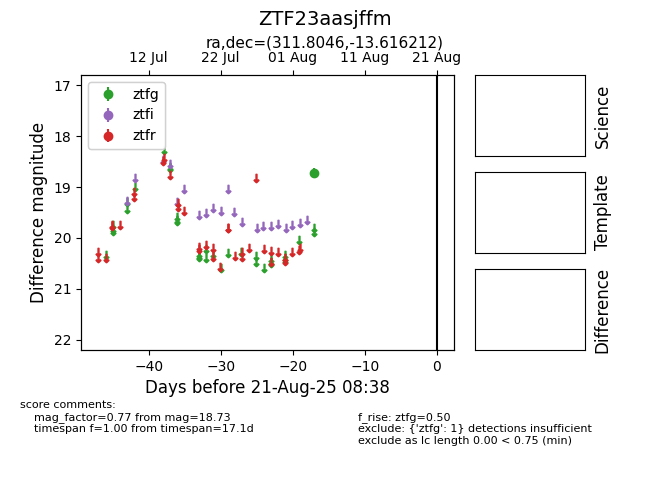 ZTF23aasjffm
ra,dec=(311.8046,-13.616212)
12 Jul 22 Jul 01 Aug 11 Aug 21 Aug
ztfg
ztfi
ztfr
17
18
19
20
21
22
Difference magnitude
−40 −30 −20 −10 0
Days before 21-Aug-25 08:38
Science
Template
Difference
score comments:
mag_factor=0.77 from mag=18.73
timespan f=1.00 from timespan=17.1d
f_rise: ztfg=0.50
exclude: {'ztfg': 1} detections insufficient
exclude as lc length 0.00 < 0.75 (min)